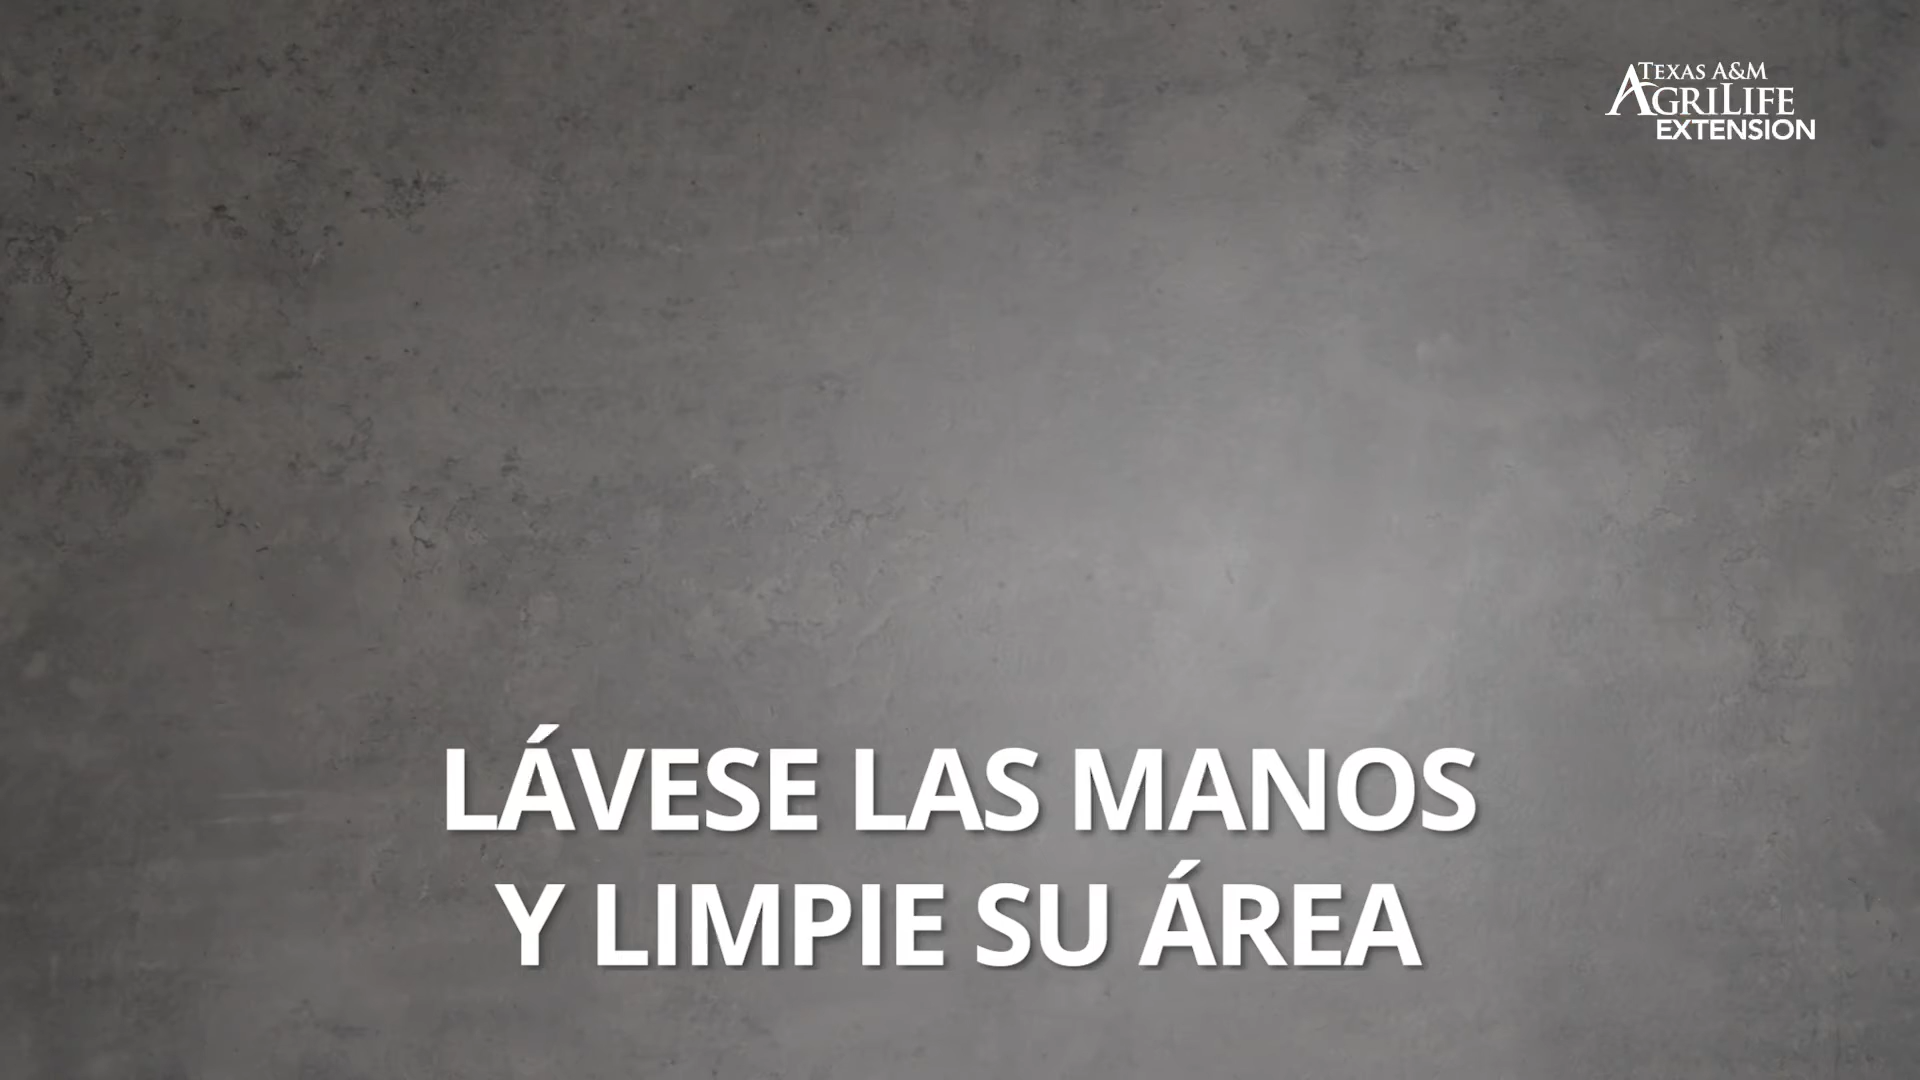 TEXAS A&M
AGRILIFE
EXTENSION
LÁVESE LAS MANOS
Y LIMPIE SU ÁREA